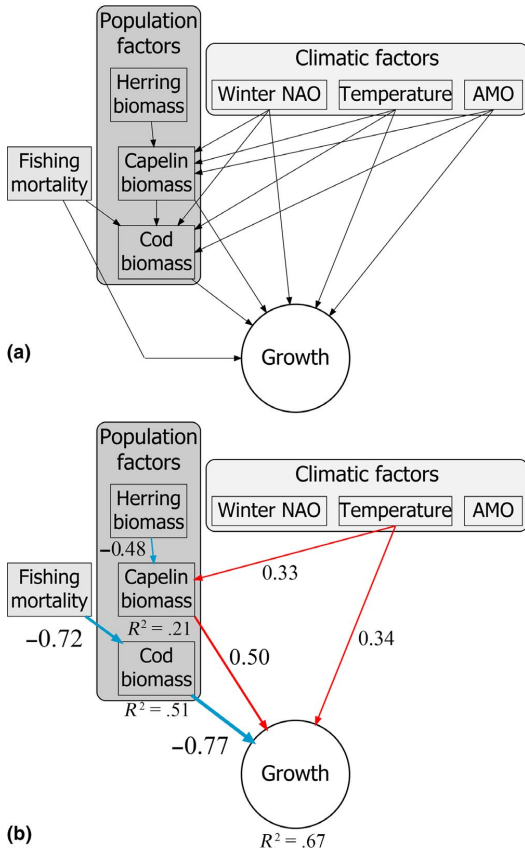 Population
factors
Climatic factors
Herring
biomass
Winter NAO
Temperature
AMO
Fishing
mortality
Capelin
biomass
Cod
biomass
Growth
(a)
Population
factors
Climatic factors
Herring
biomass
Winter NAO
Temperature
AMO
−0.48
Fishing
mortality
Capelin
biomass
0.33
R² = .21
−0.72
Cod
biomass
0.50
0.34
R² = .51
−0.77
Growth
R² = .67
(b)